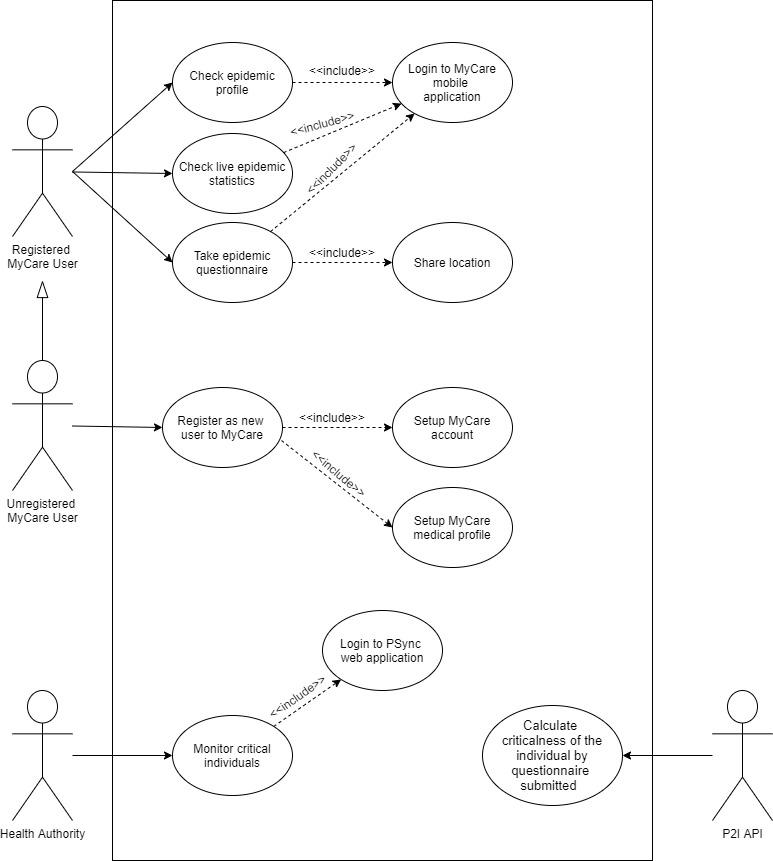 Check epidemic
profile
<<include>>
Login to MyCare
mobile
application
<<include>>
Check live epidemic
statistics
<<include>>
Registered
MyCare User
Take epidemic
questionnaire
<<include>>
Share location
Register as new
user to MyCare
<<include>>
Setup MyCare
account
<<include>>
Unregistered
MyCare User
Setup MyCare
medical profile
Login to PSync
web application
<<include>>
Monitor critical
individuals
Calculate
criticalness of the
individual by
questionnaire
submitted
Health Authority
P2I API